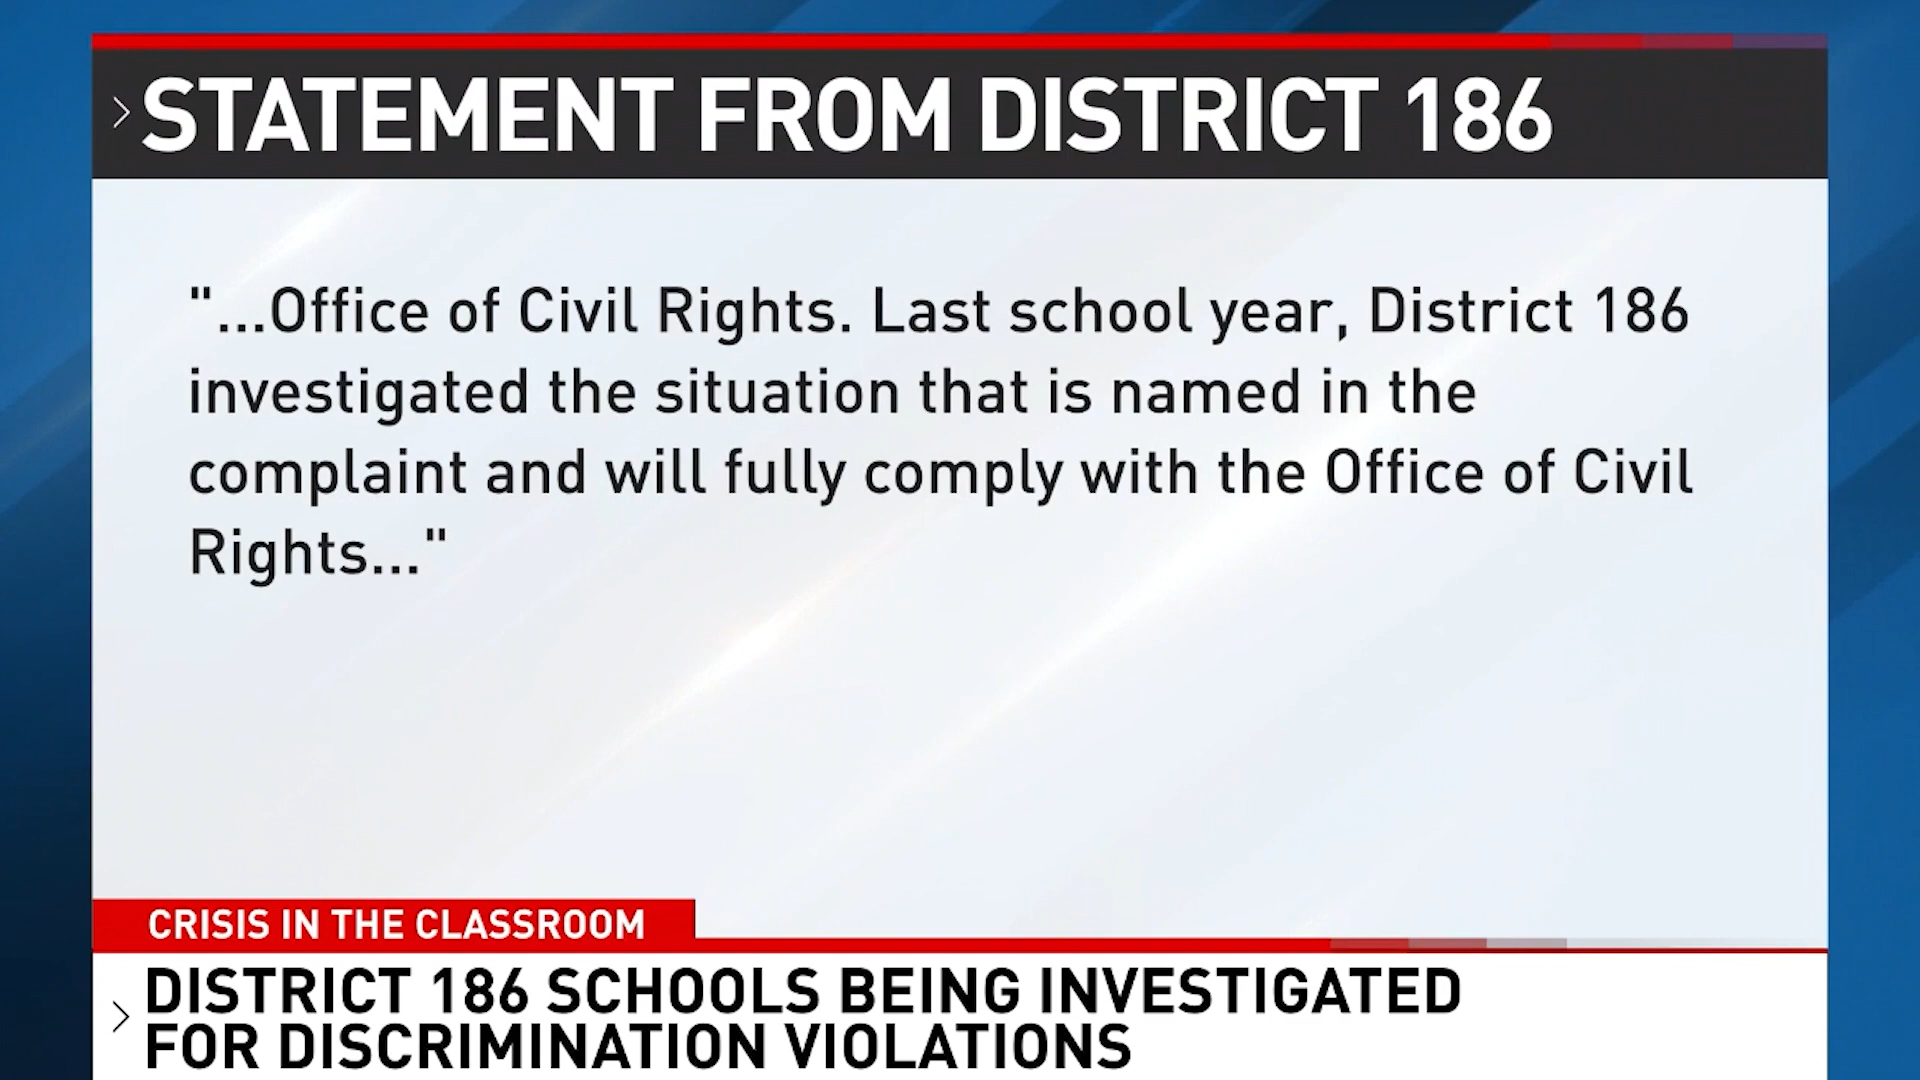 STATEMENT FROM DISTRICT 186
"...Office of Civil Rights. Last school year, District 186
investigated the situation that is named in the
complaint and will fully comply with the Office of Civil
Rights..."
CRISIS IN THE CLASSROOM
DISTRICT 186 SCHOOLS BEING INVESTIGATED
FOR DISCRIMINATION VIOLATIONS